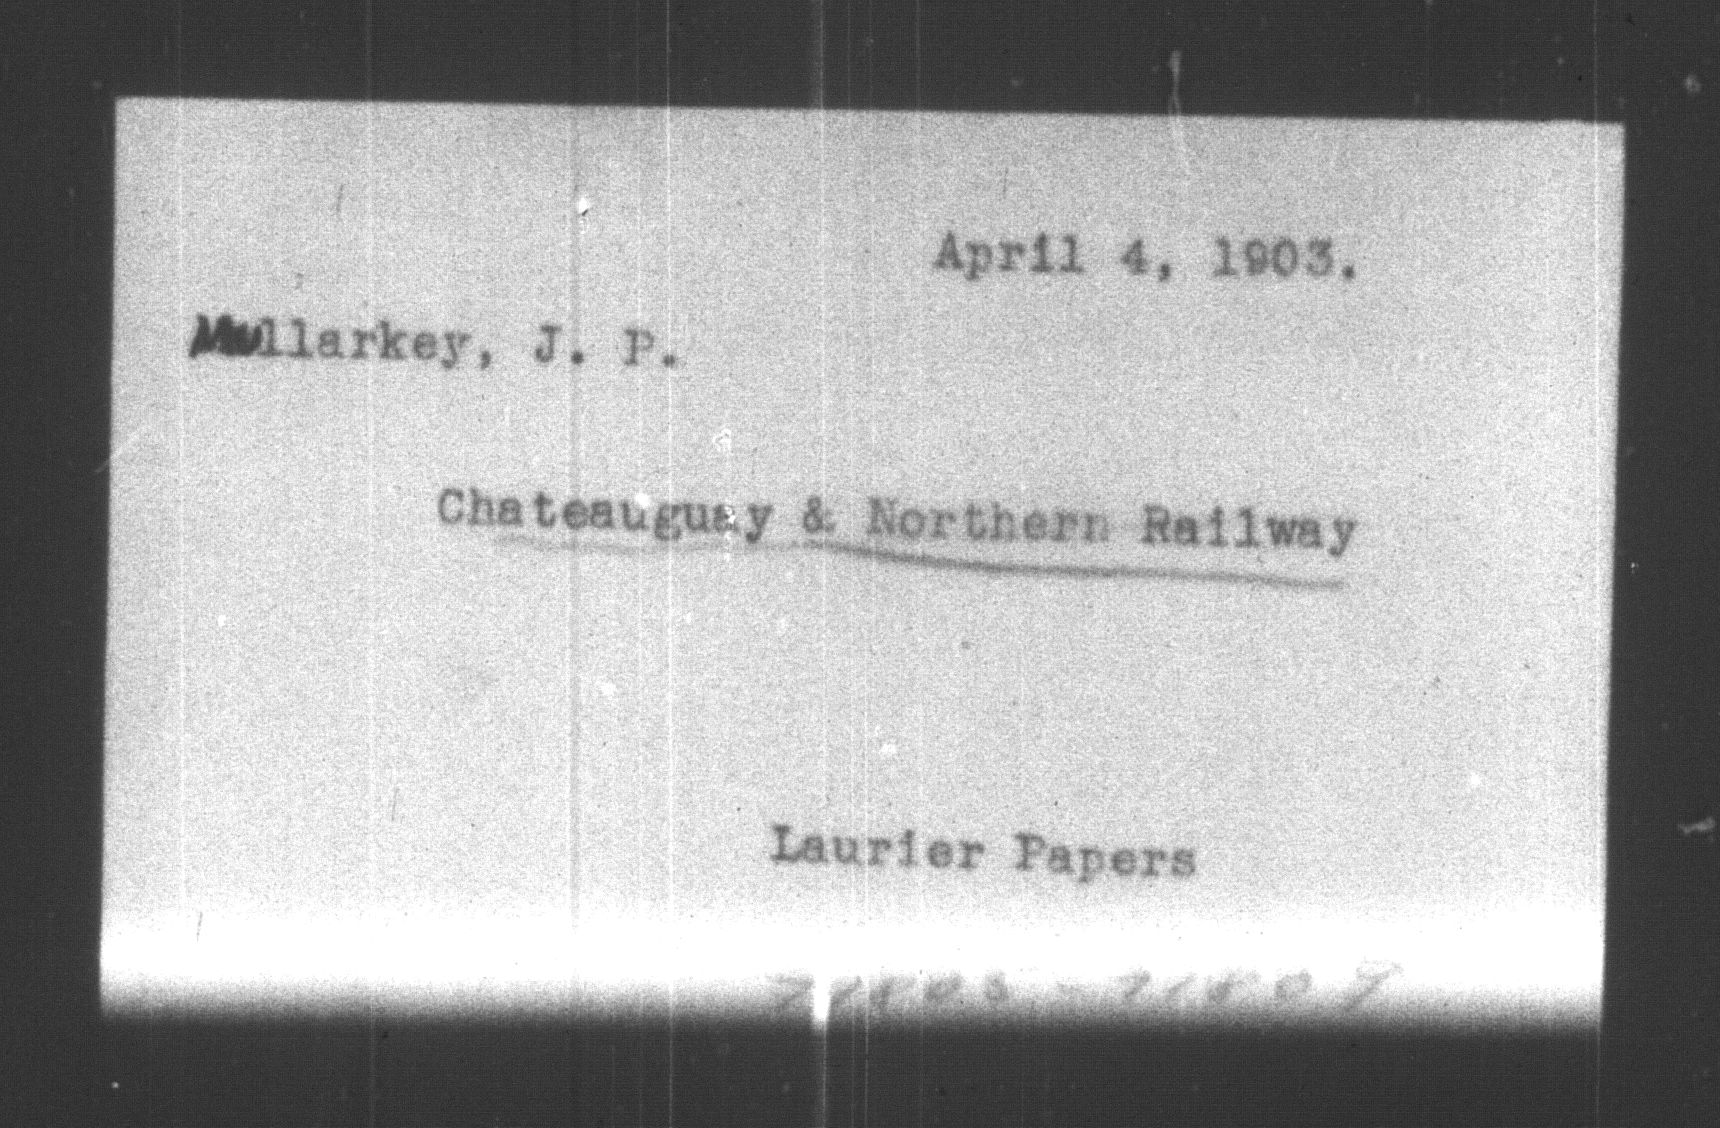 April 4, 1903.
Mullarkey, J. P.
Chateauguay & Northern Railway
Laurier Papers